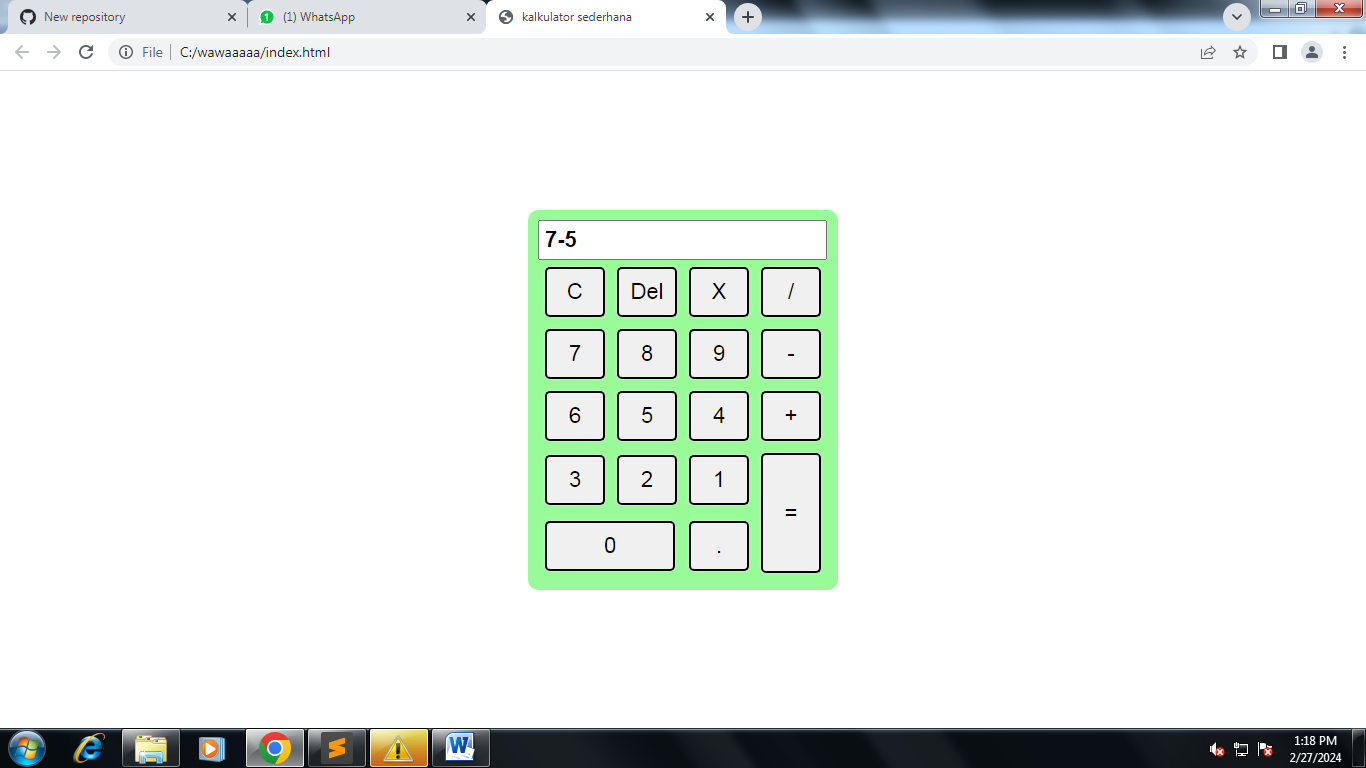 New repository
(1) WhatsApp
kalkulator sederhana
File
C:/wawaaaaa/index.html
7-5
C Del X /
7 8 9 -
6 5 4 +
3 2 1 =
0 .
1:18 PM
2/27/2024